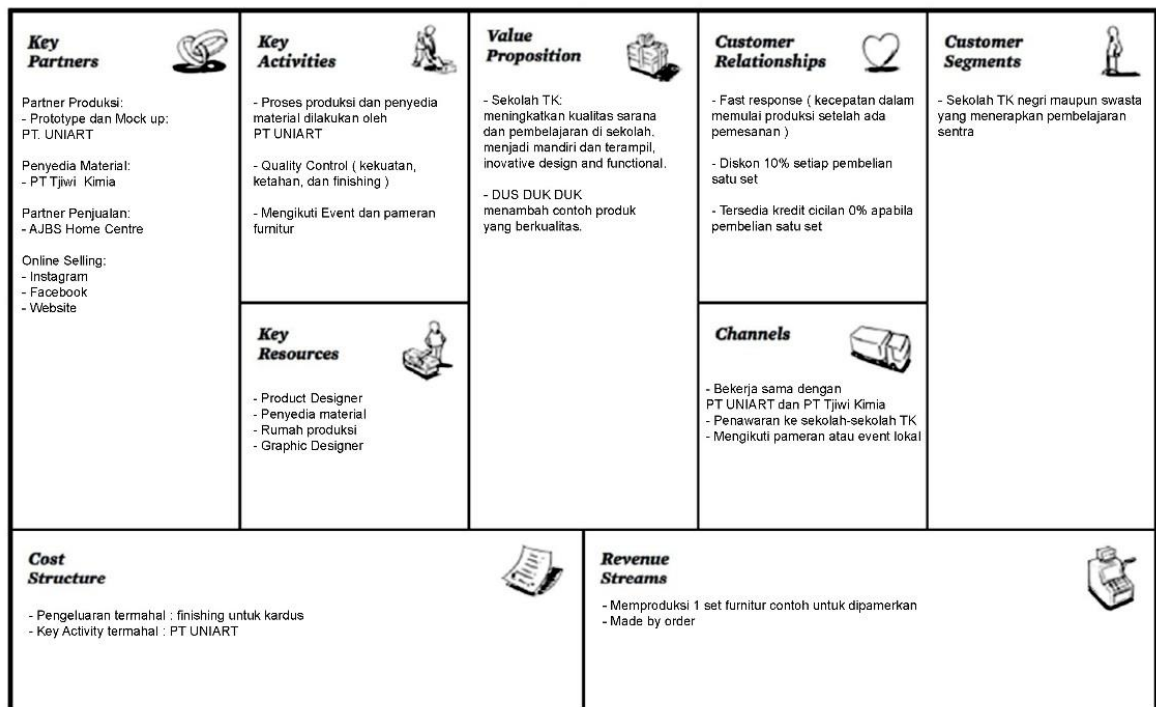 Key
Partners
Partner Produksi:
- Prototype dan Mock up:
PT. UNIART
Penyedia Material:
- PT Tjiwi Kimia
Partner Penjualan:
- AJBS Home Centre
Online Selling:
- Instagram
- Facebook
- Website
Key
Activities
- Proses produksi dan penyedia
material dilakukan oleh
PT UNIART
- Quality Control ( kekuatan,
ketahan, dan finishing )
- Mengikuti Event dan pameran
furnitur
Key
Resources
- Product Designer
- Penyedia material
- Rumah produksi
- Graphic Designer
Value
Proposition
- Sekolah TK:
meningkatkan kualitas sarana
dan pembelajaran di sekolah,
menjadi mandiri dan terampil,
inovative design and functional.
- DUS DUK DUK
menambah contoh produk
yang berkualitas.
Customer
Relationships
- Fast response ( kecepatan dalam
memulai produksi setelah ada
pemesanan )
- Diskon 10% setiap pembelian
satu set
- Tersedia kredit cicilan 0% apabila
pembelian satu set
Channels
- Bekerja sama dengan
PT UNIART dan PT Tjiwi Kimia
- Penawaran ke sekolah-sekolah TK
- Mengikuti pameran atau event lokal
Customer
Segments
- Sekolah TK negri maupun swasta
yang menerapkan pembelajaran
sentra
Cost
Structure
- Pengeluaran termahal : finishing untuk kardus
- Key Activity termahal : PT UNIART
Revenue
Streams
- Memproduksi 1 set furnitur contoh untuk dipamerkan
- Made by order